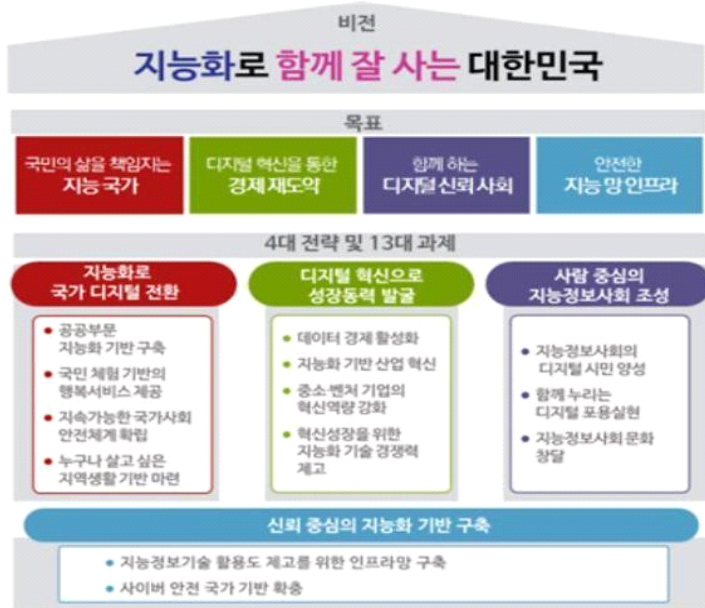 비전
지능화로 함께 잘 사는 대한민국
목표
국민의 삶을 책임지는
지능 국가
디지털 혁신을 통한
경제 재도약
함께 하는
디지털 신뢰 사회
안전한
지능 망 인프라
4대 전략 및 13대 과제
지능화로
국가 디지털 전환
공공부문
지능화 기반 구축
국민 체험 기반의
행복서비스 제공
지속가능한 국가사회
안전체계 확립
누구나 살고 싶은
지역생활 기반 마련
디지털 혁신으로
성장동력 발굴
데이터 경제 활성화
지능화 기반 산업 혁신
중소·벤처 기업의
혁신역량 강화
혁신성장을 위한
지능화 기술 경쟁력
제고
사람 중심의
지능정보사회 조성
지능정보사회의
디지털 시민 양성
함께 누리는
디지털 포용실현
지능정보사회 문화
창달
신뢰 중심의 지능화 기반 구축
지능정보기술 활용도 제고를 위한 인프라망 구축
사이버 안전 국가 기반 확충